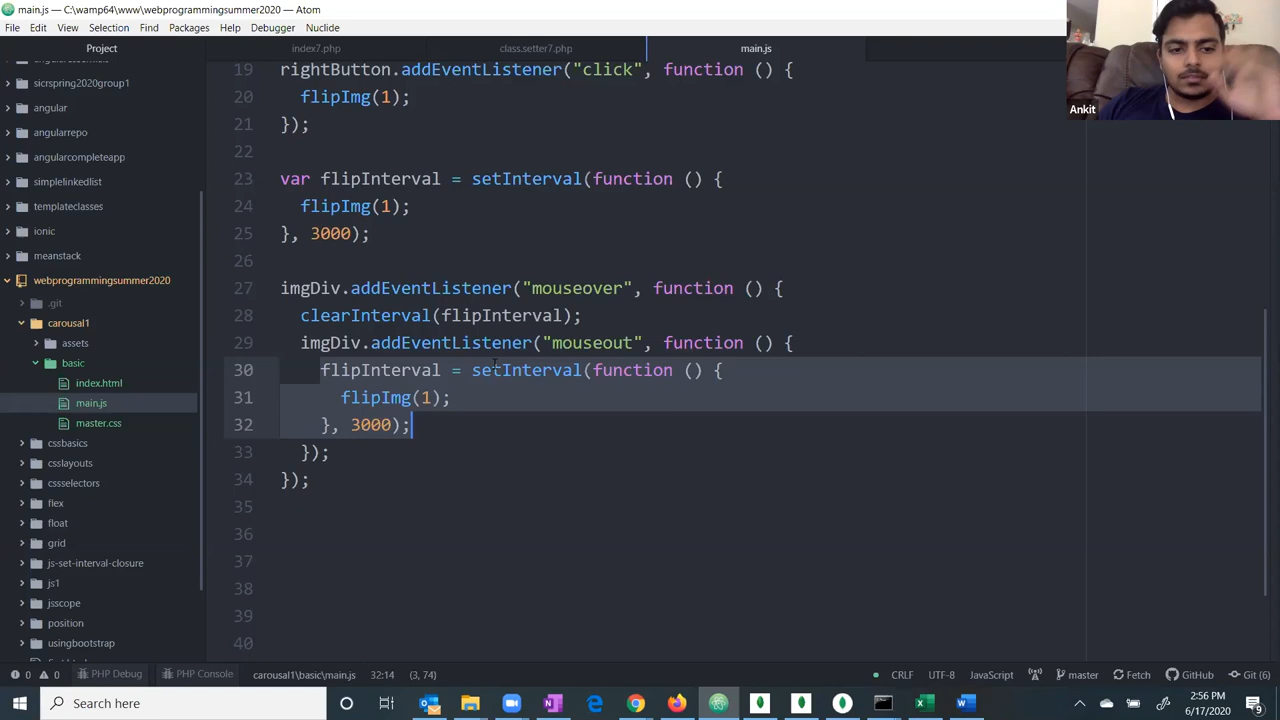 main.js — C:\wamp64\www\webprogrammingsummer2020 | Atom
File Edit View Selection Find Packages Help Debugger Nuclide
Project
index7.php
class.setter7.php
main.js
Ankit
sicrspring2020group1
angular
angularrepo
angularcompleteapp
simplelinkedlist
templateclasses
ionic
meanstack
webprogrammingsummer2020
.git
carousal1
assets
basic
index.html
main.js
master.css
cssbasics
csslayouts
cssselectors
flex
float
grid
js-set-interval-closure
js1
jsscope
position
usingbootstrap
19 rightButton.addEventListener("click", function () {
20 flipImg(1);
21 });
22
23 var flipInterval = setInterval(function () {
24 flipImg(1);
25 }, 3000);
26
27 imgDiv.addEventListener("mouseover", function () {
28 clearInterval(flipInterval);
29 imgDiv.addEventListener("mouseout", function () {
30 flipInterval = setInterval(function () {
31 flipImg(1);
32 }, 3000);
33 });
34 });
35
36
37
38
39
40
0 0 PHP Debug PHP Console carousal1\basic\main.js 32:14 (3, 74) CRLF UTF-8 JavaScript master Fetch GitHub Git (6)
Type here to search
2:56 PM
6/17/2020